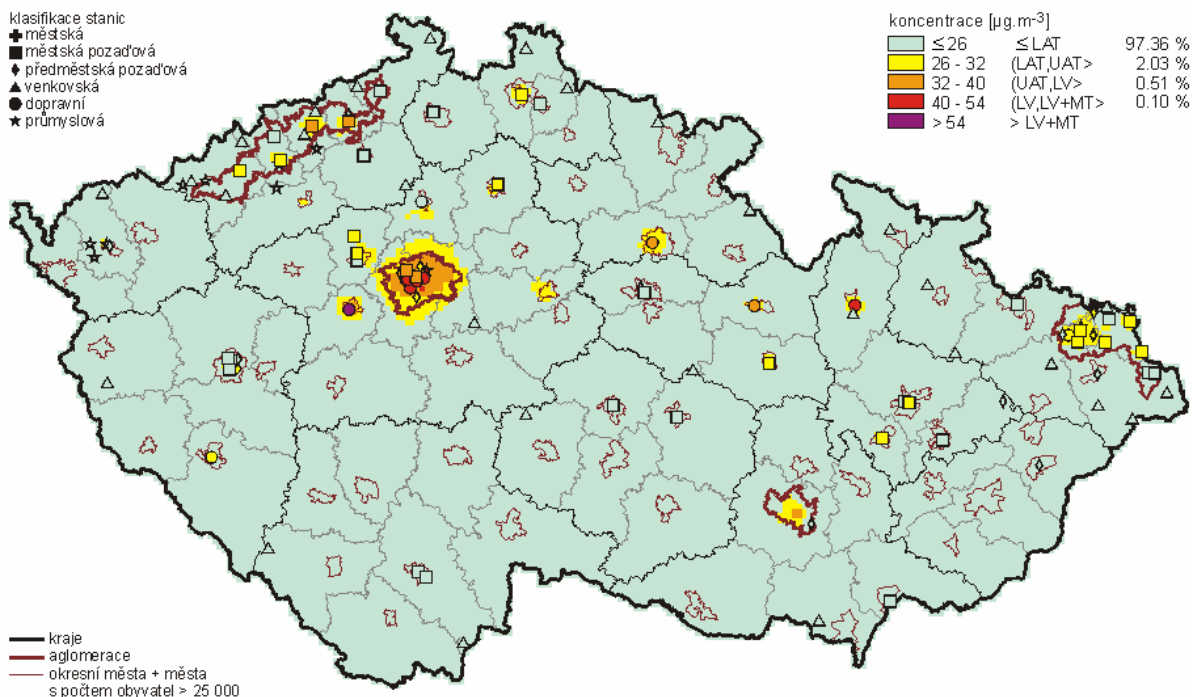 klasifikace stanic
městská
městská pozaďová
předměstská pozaďová
venkovská
dopravní
průmyslová
koncentrace [µg.m-3]
≤ 26 ≤ LAT 97.36 %
26 - 32 (LAT,UAT> 2.03 %
32 - 40 (UAT,LV> 0.51 %
40 - 54 (LV,LV+MT> 0.10 %
> 54 > LV+MT
kraje
aglomerace
okresní města + města
s počtem obyvatel > 25 000